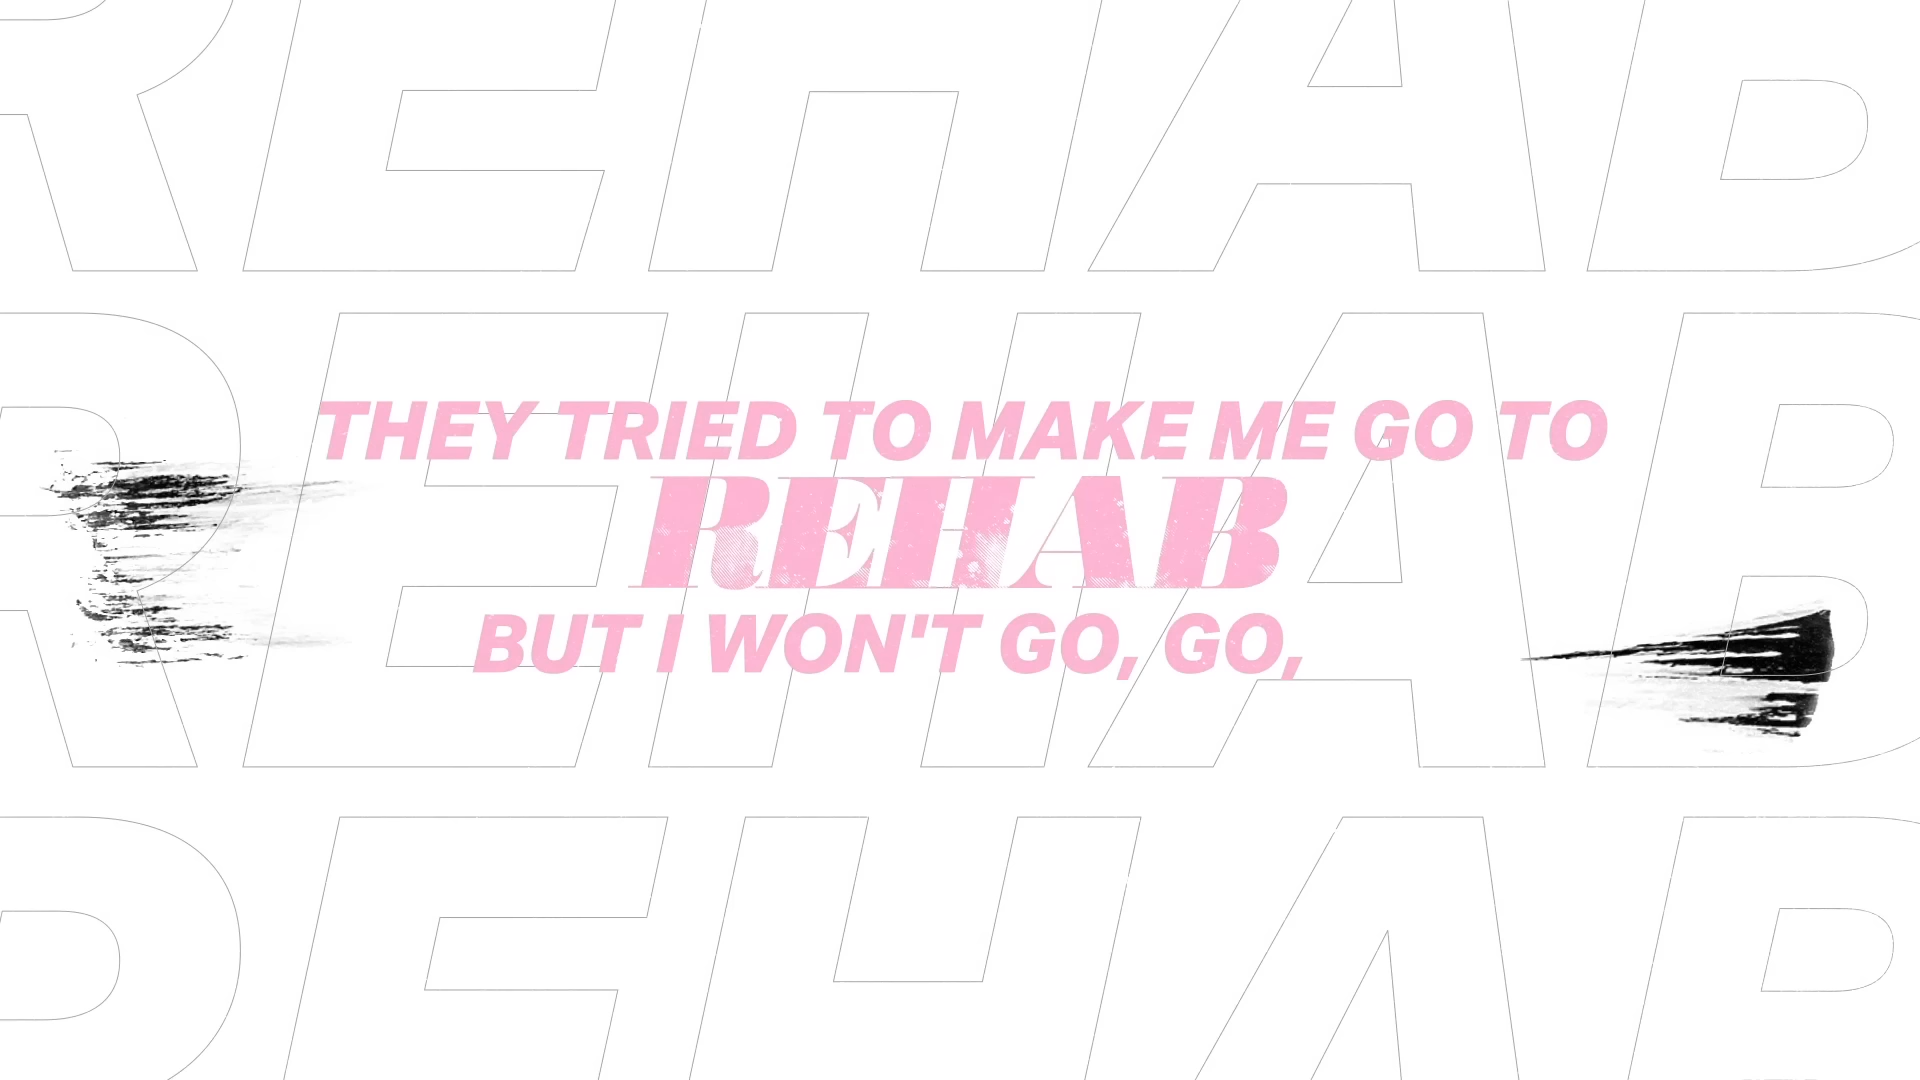 REHAB
REHAB
THEY TRIED TO MAKE ME GO TO
REHAB
BUT I WON'T GO, GO,
REHAB